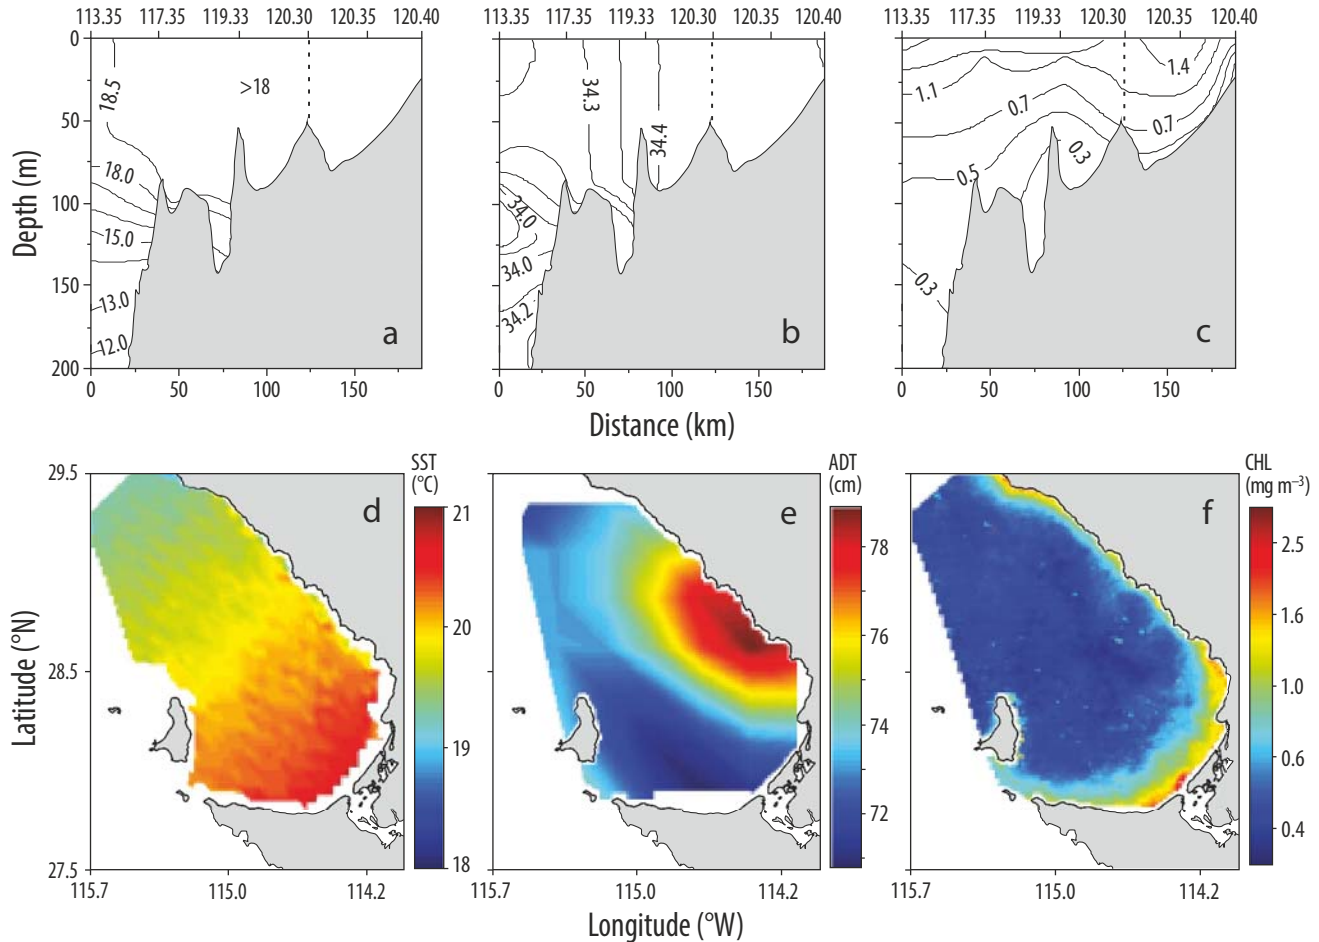 113.35 117.35 119.33 120.30 120.35 120.40
113.35 117.35 119.33 120.30 120.35 120.40
113.35 117.35 119.33 120.30 120.35 120.40
Depth (m)
0
50
100
150
200
18.5
>18
18.0
15.0
13.0
12.0
a
0 50 100 150
34.3
34.4
34.0
34.0
34.2
b
0 50 100 150
1.4
1.1
0.7
0.7
0.5
0.3
0.3
c
0 50 100 150
Distance (km)
Latitude (°N)
29.5
28.5
27.5
d
SST
(°C)
21
20
19
18
115.7 115.0 114.2
e
ADT
(cm)
78
76
74
72
115.7 115.0 114.2
f
CHL
(mg m⁻³)
2.5
1.6
1.0
0.6
0.4
115.7 115.0 114.2
Longitude (°W)